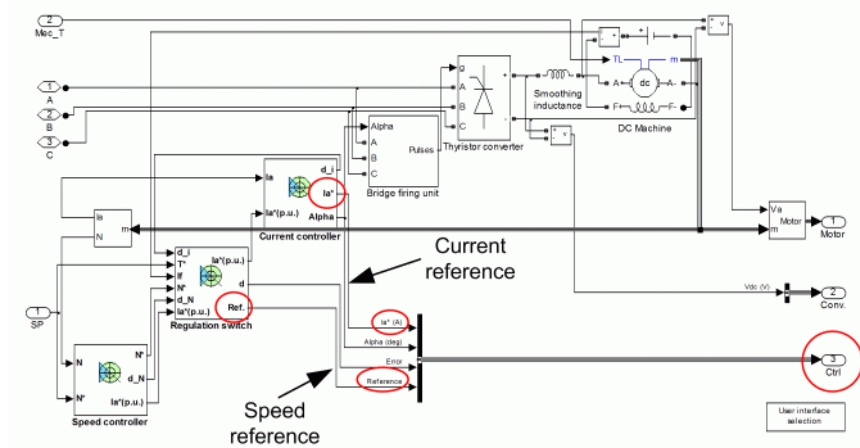 2
Mec_T
1
A
2
B
3
C
g
A
B
C
+
-
Thyristor converter
Smoothing
inductance
TL
m
A+
dc
A-
F+
F-
DC Machine
+
-
v
+
-
v
+
-
v
Alpha
A
B
C
Pulses
Bridge firing unit
Ia
Ia*(p.u.)
d_i
Ia*
Alpha
Current controller
Ia
N
m
d_i
T*
If
N*
d_N
Ia*(p.u.)
Ia*(p.u.)
d
Ref.
Regulation switch
1
SP
N
N*
N*
d_N
Ia*(p.u.)
Speed controller
Current
reference
Speed
reference
Ia* (A)
Alpha (deg)
Error
Reference
Va
m
Motor
1
Motor
Vdc (V)
2
Conv.
3
Ctrl
User interface
selection